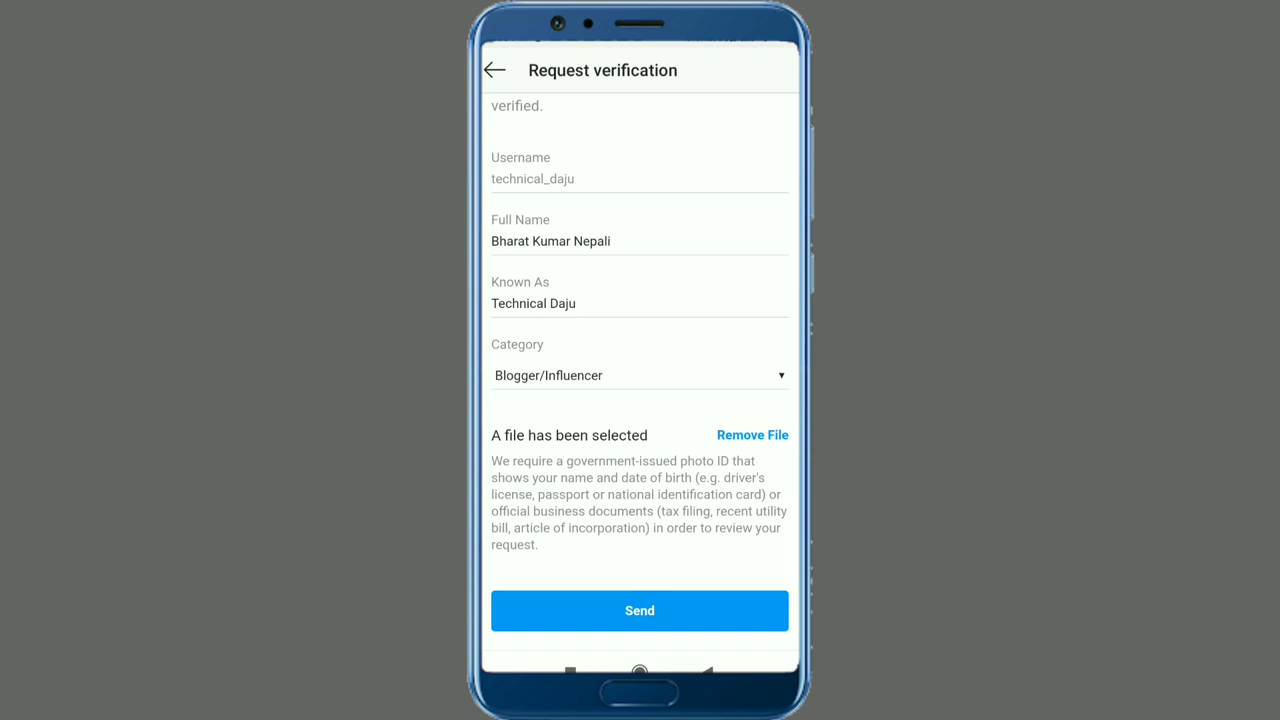 Request verification
verified.
Username
technical_daju
Full Name
Bharat Kumar Nepali
Known As
Technical Daju
Category
Blogger/Influencer
A file has been selected Remove File
We require a government-issued photo ID that
shows your name and date of birth (e.g. driver's
license, passport or national identification card) or
official business documents (tax filing, recent utility
bill, article of incorporation) in order to review your
request.
Send